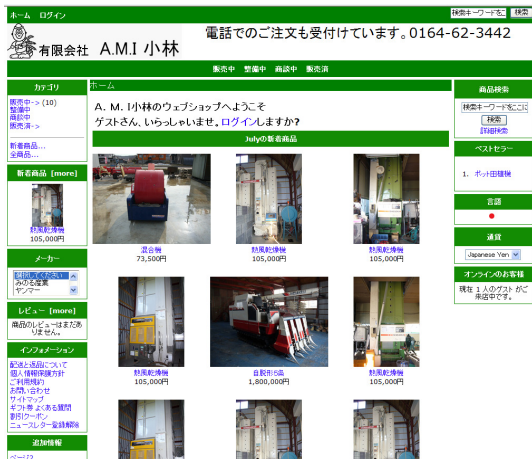 ホーム ログイン
検索キーワードをこ 検索
有限会社 A.M.I 小林
電話でのご注文も受付けています。0164-62-3442
販売中 整備中 商談中 販売済
カテゴリ
販売中-> (10)
整備中
商談中
販売済->
新着商品...
全商品...
新着商品 [more]
熱風乾燥機
105,000円
メーカー
選択してください
みのる産業
ヤンマー
レビュー [more]
商品のレビューはまだありません。
インフォメーション
配送と返品について
個人情報保護方針
ご利用規約
お問い合わせ
サイトマップ
ギフト券 よくある質問
割引クーポン
ニュースレター登録解除
追加情報
ページ2
ホーム
A. M. I小林のウェブショップへようこそ
ゲストさん、いらっしゃいませ。ログインしますか?
Julyの新着商品
混合機
73,500円
熱風乾燥機
105,000円
熱風乾燥機
105,000円
熱風乾燥機
105,000円
自脱形5条
1,800,000円
熱風乾燥機
105,000円
商品検索
検索キーワードをここに
検索
詳細検索
ベストセラー
1. ポット田植機
言語
通貨
Japanese Yen
オンラインのお客様
現在 1 人のゲスト がご
来店中です。